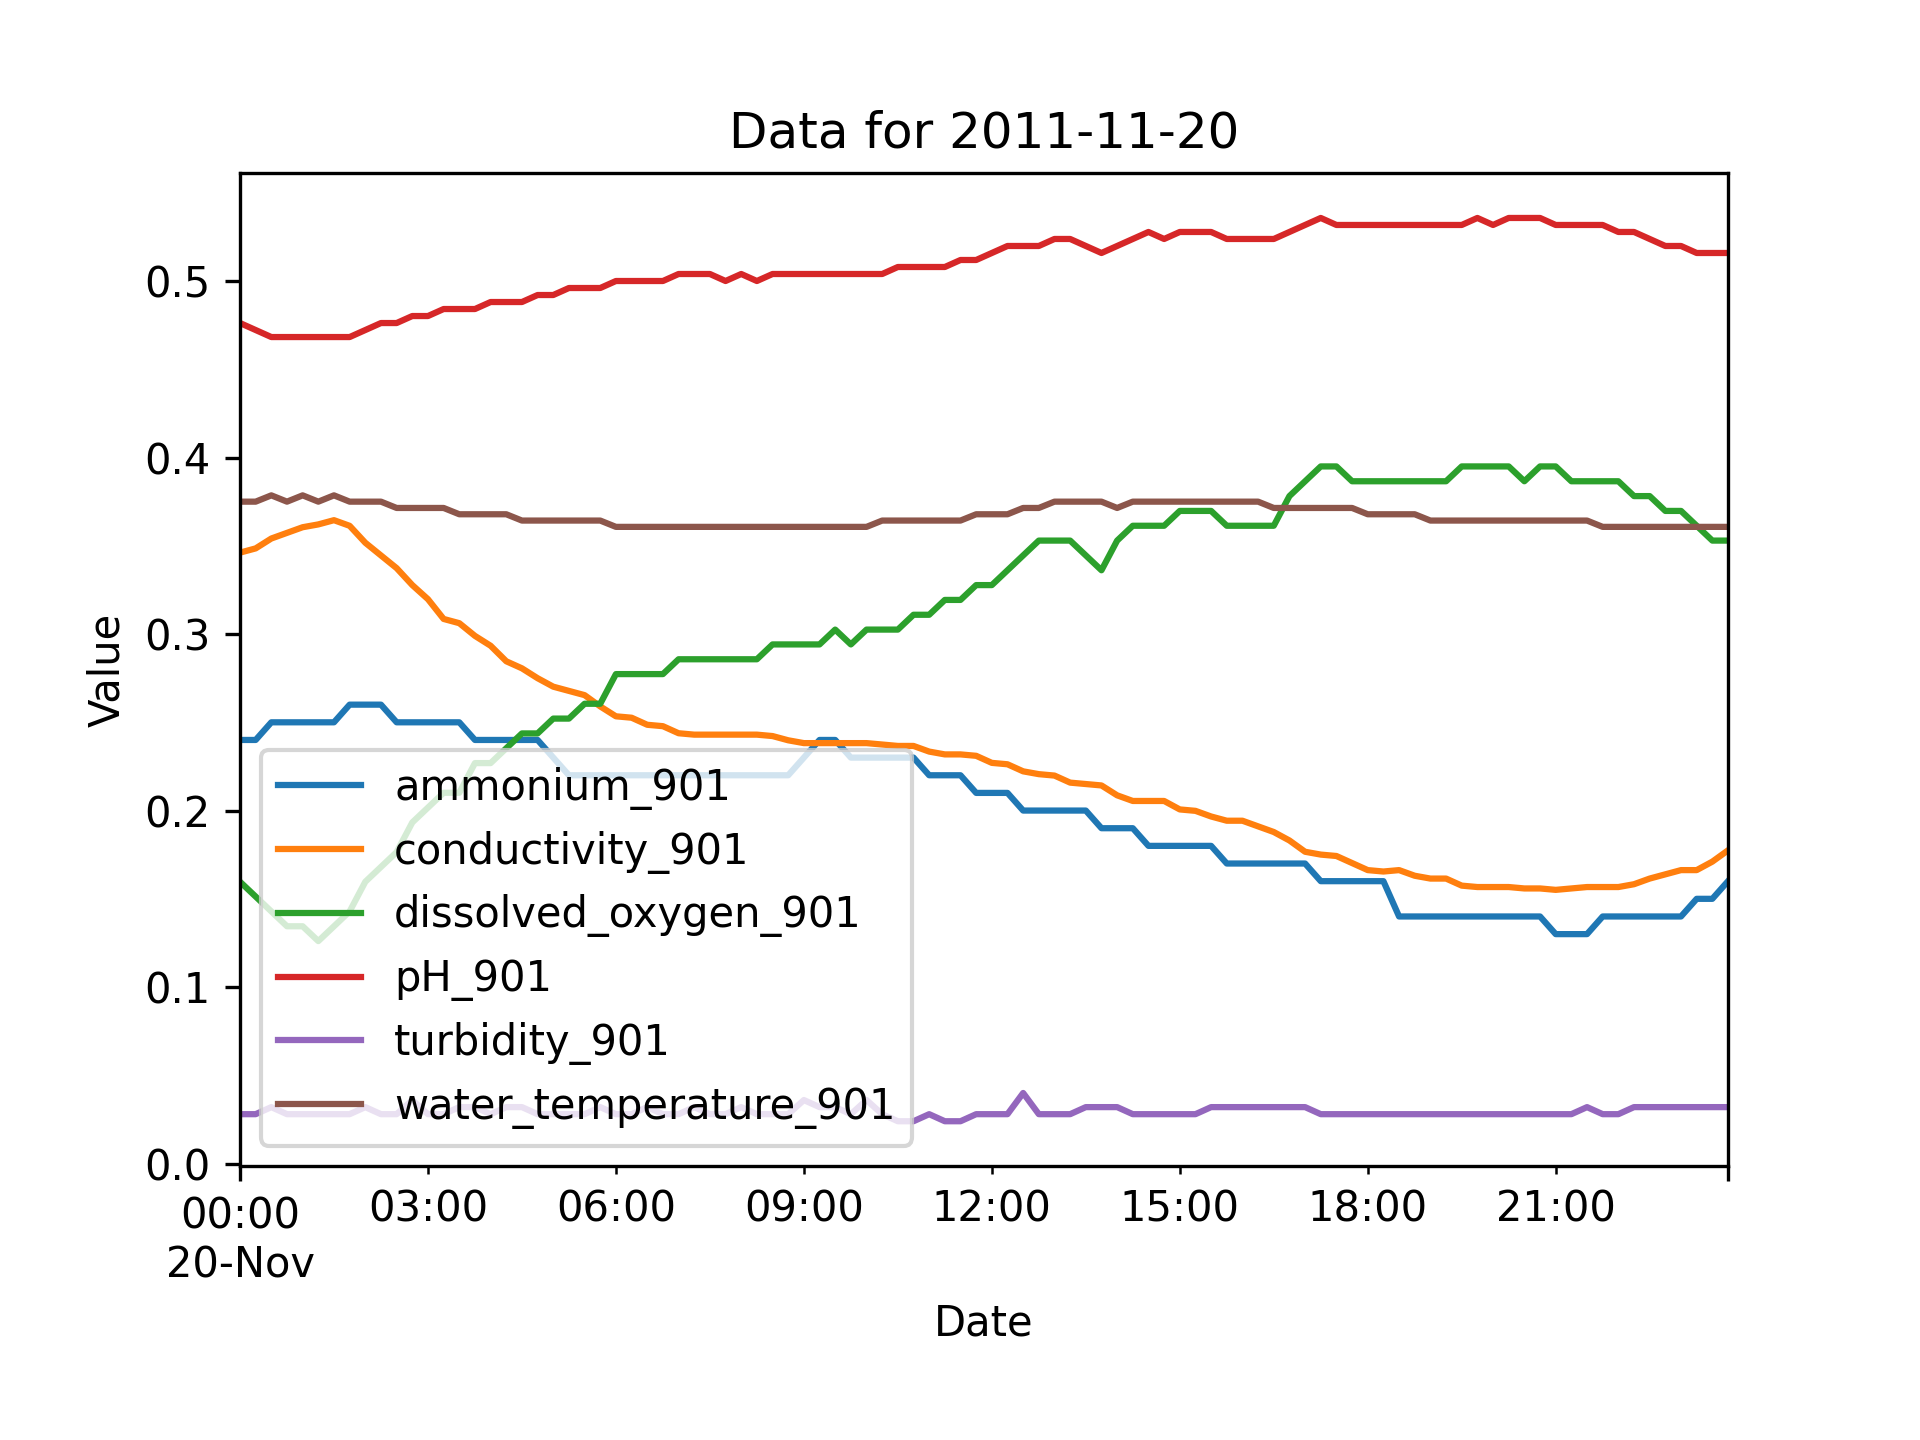 Data for 2011-11-20
Value
0.5
0.4
0.3
0.2
0.1
0.0
ammonium_901
conductivity_901
dissolved_oxygen_901
pH_901
turbidity_901
water_temperature_901
00:00 03:00 06:00 09:00 12:00 15:00 18:00 21:00
20-Nov
Date